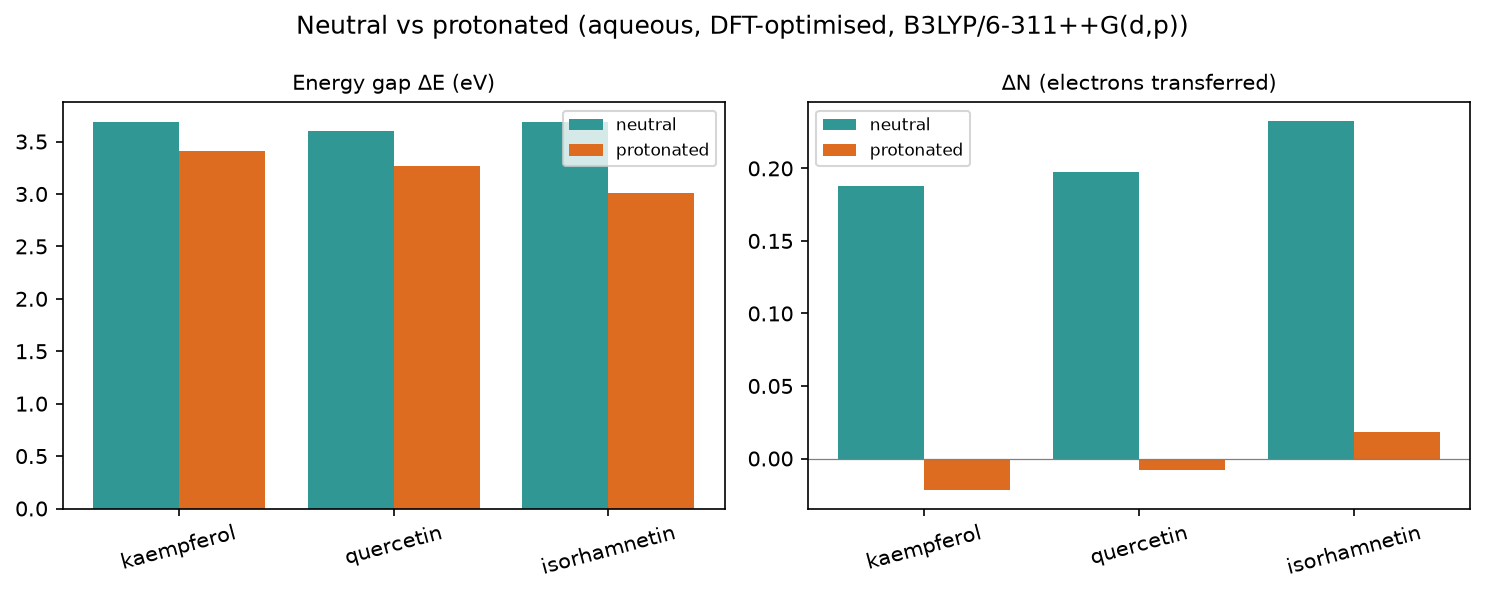 Neutral vs protonated (aqueous, DFT-optimised, B3LYP/6-311++G(d,p))
Energy gap ΔE (eV)
neutral
protonated
3.5
3.0
2.5
2.0
1.5
1.0
0.5
0.0
kaempferol
quercetin
isorhamnetin
ΔN (electrons transferred)
neutral
protonated
0.20
0.15
0.10
0.05
0.00
kaempferol
quercetin
isorhamnetin